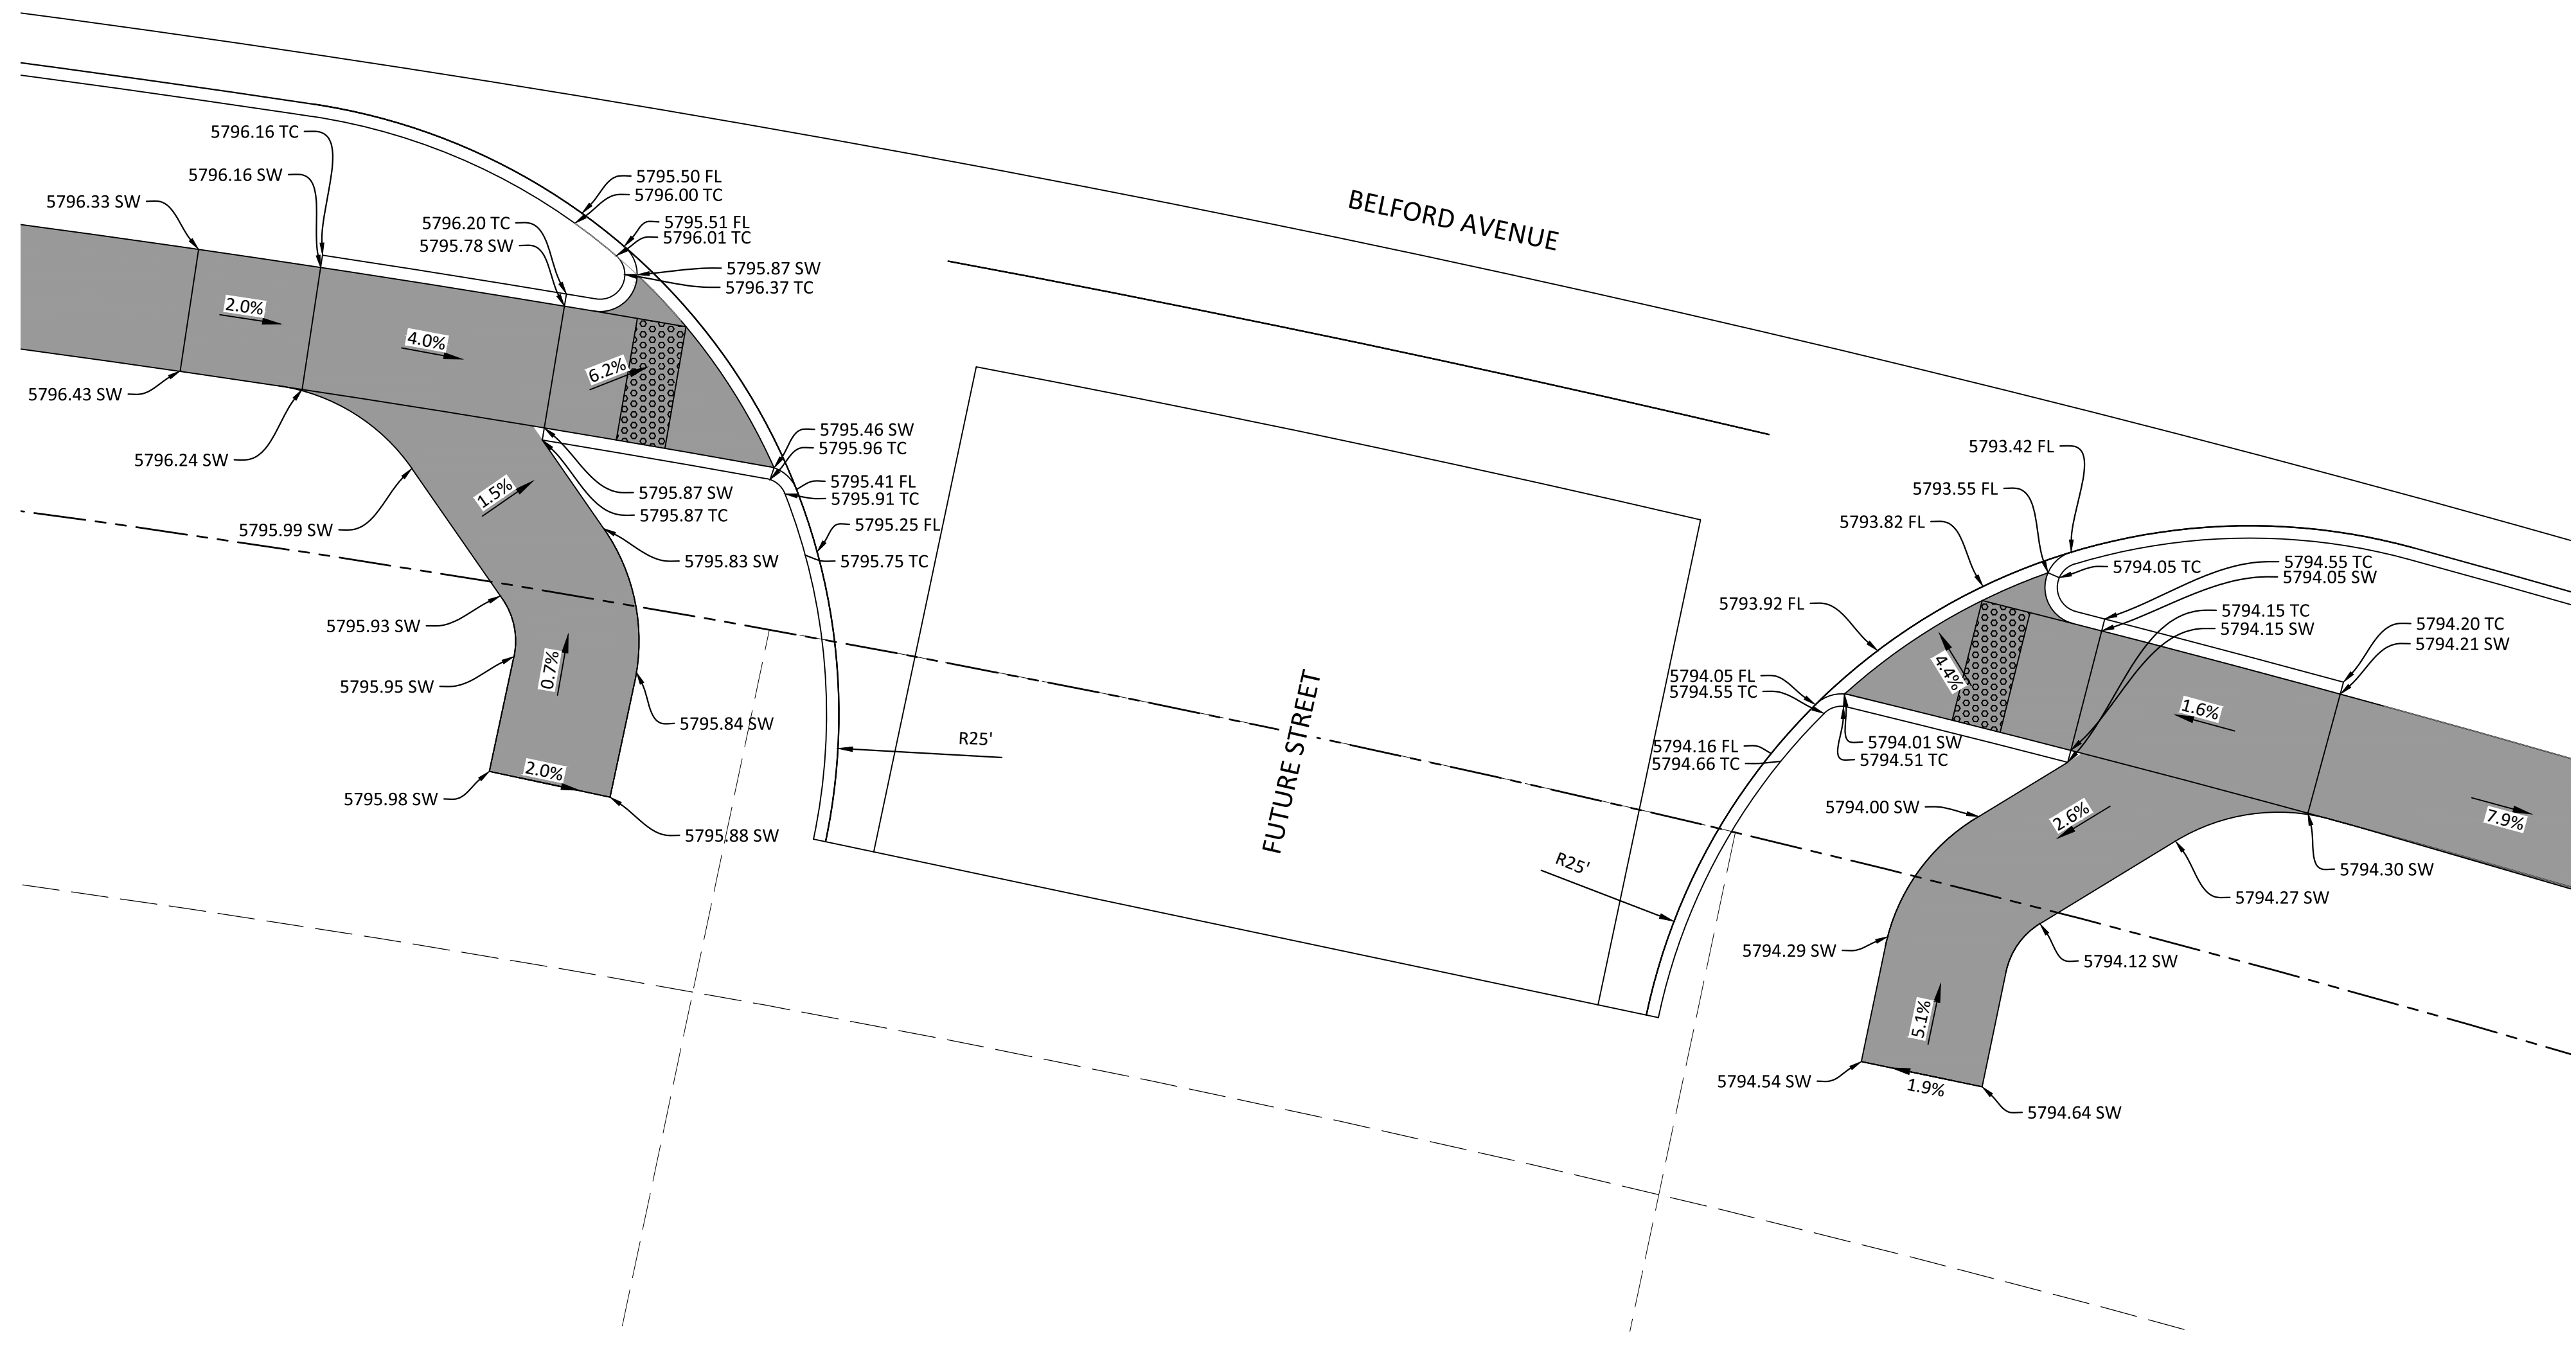 BELFORD AVENUE
FUTURE STREET
5796.16 TC
5796.16 SW
5796.33 SW
5796.20 TC
5795.78 SW
5795.50 FL
5796.00 TC
5795.51 FL
5796.01 TC
5795.87 SW
5796.37 TC
2.0%
4.0%
6.2%
5796.43 SW
5796.24 SW
5795.46 SW
5795.96 TC
5795.41 FL
5795.91 TC
5795.25 FL
5795.75 TC
1.5%
5795.87 SW
5795.87 TC
5795.99 SW
5795.83 SW
5795.93 SW
5795.95 SW
0.7%
5795.84 SW
2.0%
5795.98 SW
5795.88 SW
R25'
R25'
5793.42 FL
5793.55 FL
5793.82 FL
5794.05 TC
5794.55 TC
5794.05 SW
5793.92 FL
5794.15 TC
5794.15 SW
5794.20 TC
5794.21 SW
4.4%
5794.05 FL
5794.55 TC
1.6%
5794.01 SW
5794.51 TC
5794.16 FL
5794.66 TC
5794.00 SW
2.6%
7.9%
5794.30 SW
5794.27 SW
5794.29 SW
5794.12 SW
5.1%
5794.54 SW
1.9%
5794.64 SW